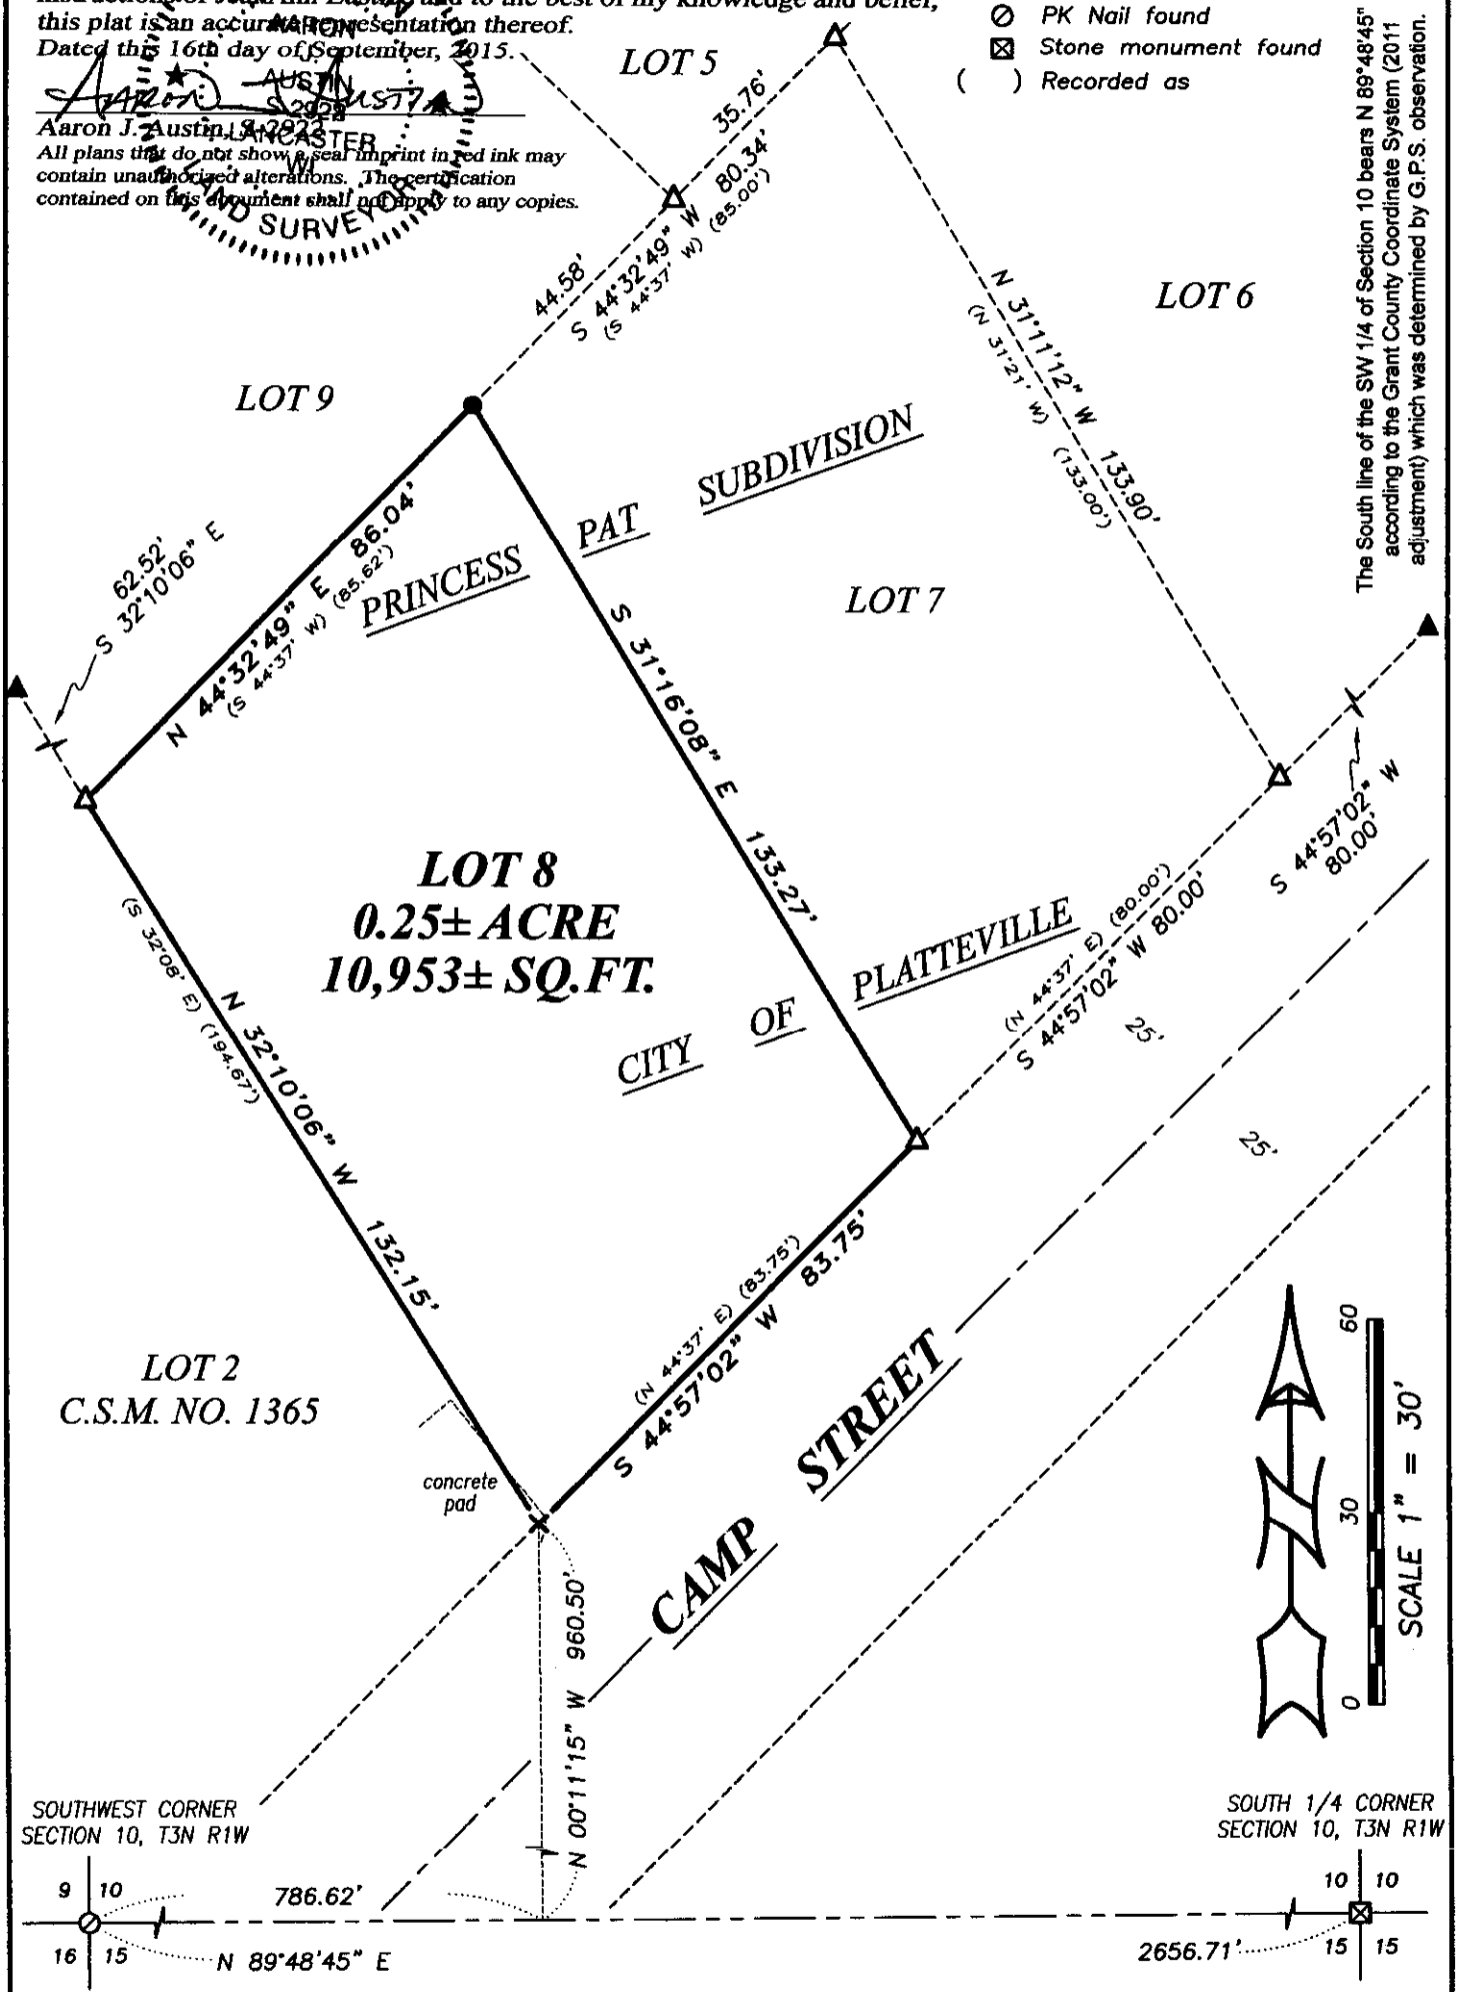 this plat is an accurate representation thereof.
Dated this 16th day of September, 2015.
AARON
J.
AUSTIN
S-2922
LANCASTER
WI
LAND SURVEYOR
Aaron J. Austin
Aaron J. Austin, S-2922
All plans that do not show a seal imprint in red ink may
contain unauthorized alterations. The certification
contained on this document shall not apply to any copies.
PK Nail found
Stone monument found
( ) Recorded as
The South line of the SW 1/4 of Section 10 bears N 89°48'45"
according to the Grant County Coordinate System (2011
adjustment) which was determined by G.P.S. observation.
LOT 5
35.76'
80.34'
44.58'
S 44°32'49" W
(S 44°37' W) (85.00')
LOT 6
N 31°11'12" W 133.90'
(N 31°21' W) (133.00')
LOT 9
62.52'
S 32°10'06" E
N 44°32'49" E 86.04'
(S 44°37' W) (85.62')
PRINCESS PAT SUBDIVISION
LOT 7
S 31°16'08" E 133.27'
S 44°57'02" W
80.00'
LOT 8
0.25± ACRE
10,953± SQ.FT.
(S 32°08' E) (194.67')
N 32°10'06" W 132.15'
CITY OF PLATTEVILLE
(N 44°37' E) (80.00')
S 44°57'02" W 80.00'
25'
25'
(N 44°37' E) (83.75')
S 44°57'02" W 83.75'
LOT 2
C.S.M. NO. 1365
concrete
pad
CAMP STREET
N 00°11'15" W 960.50'
0 30 60
SCALE 1" = 30'
SOUTHWEST CORNER
SECTION 10, T3N R1W
SOUTH 1/4 CORNER
SECTION 10, T3N R1W
9 10
16 15
786.62'
N 89°48'45" E
2656.71'
10 10
15 15